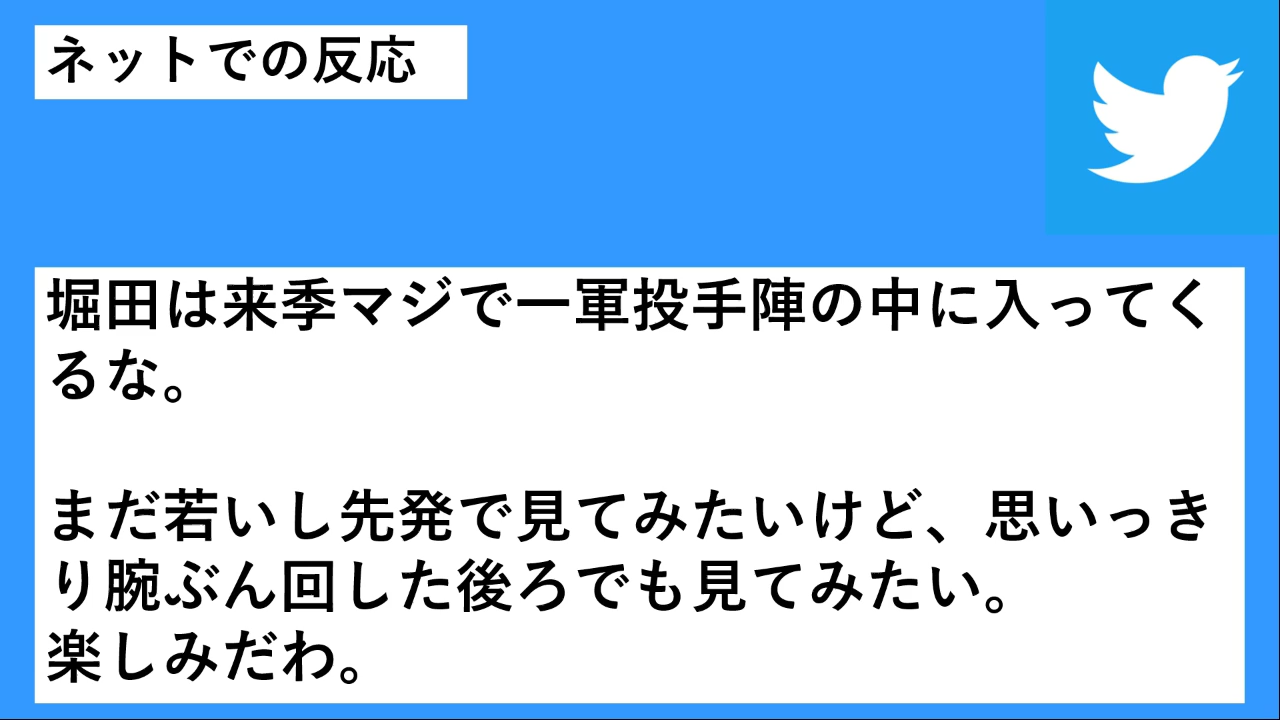 ネットでの反応
堀田は来季マジで一軍投手陣の中に入ってく
るな。
まだ若いし先発で見てみたいけど、思いっき
り腕ぶん回した後ろでも見てみたい。
楽しみだわ。